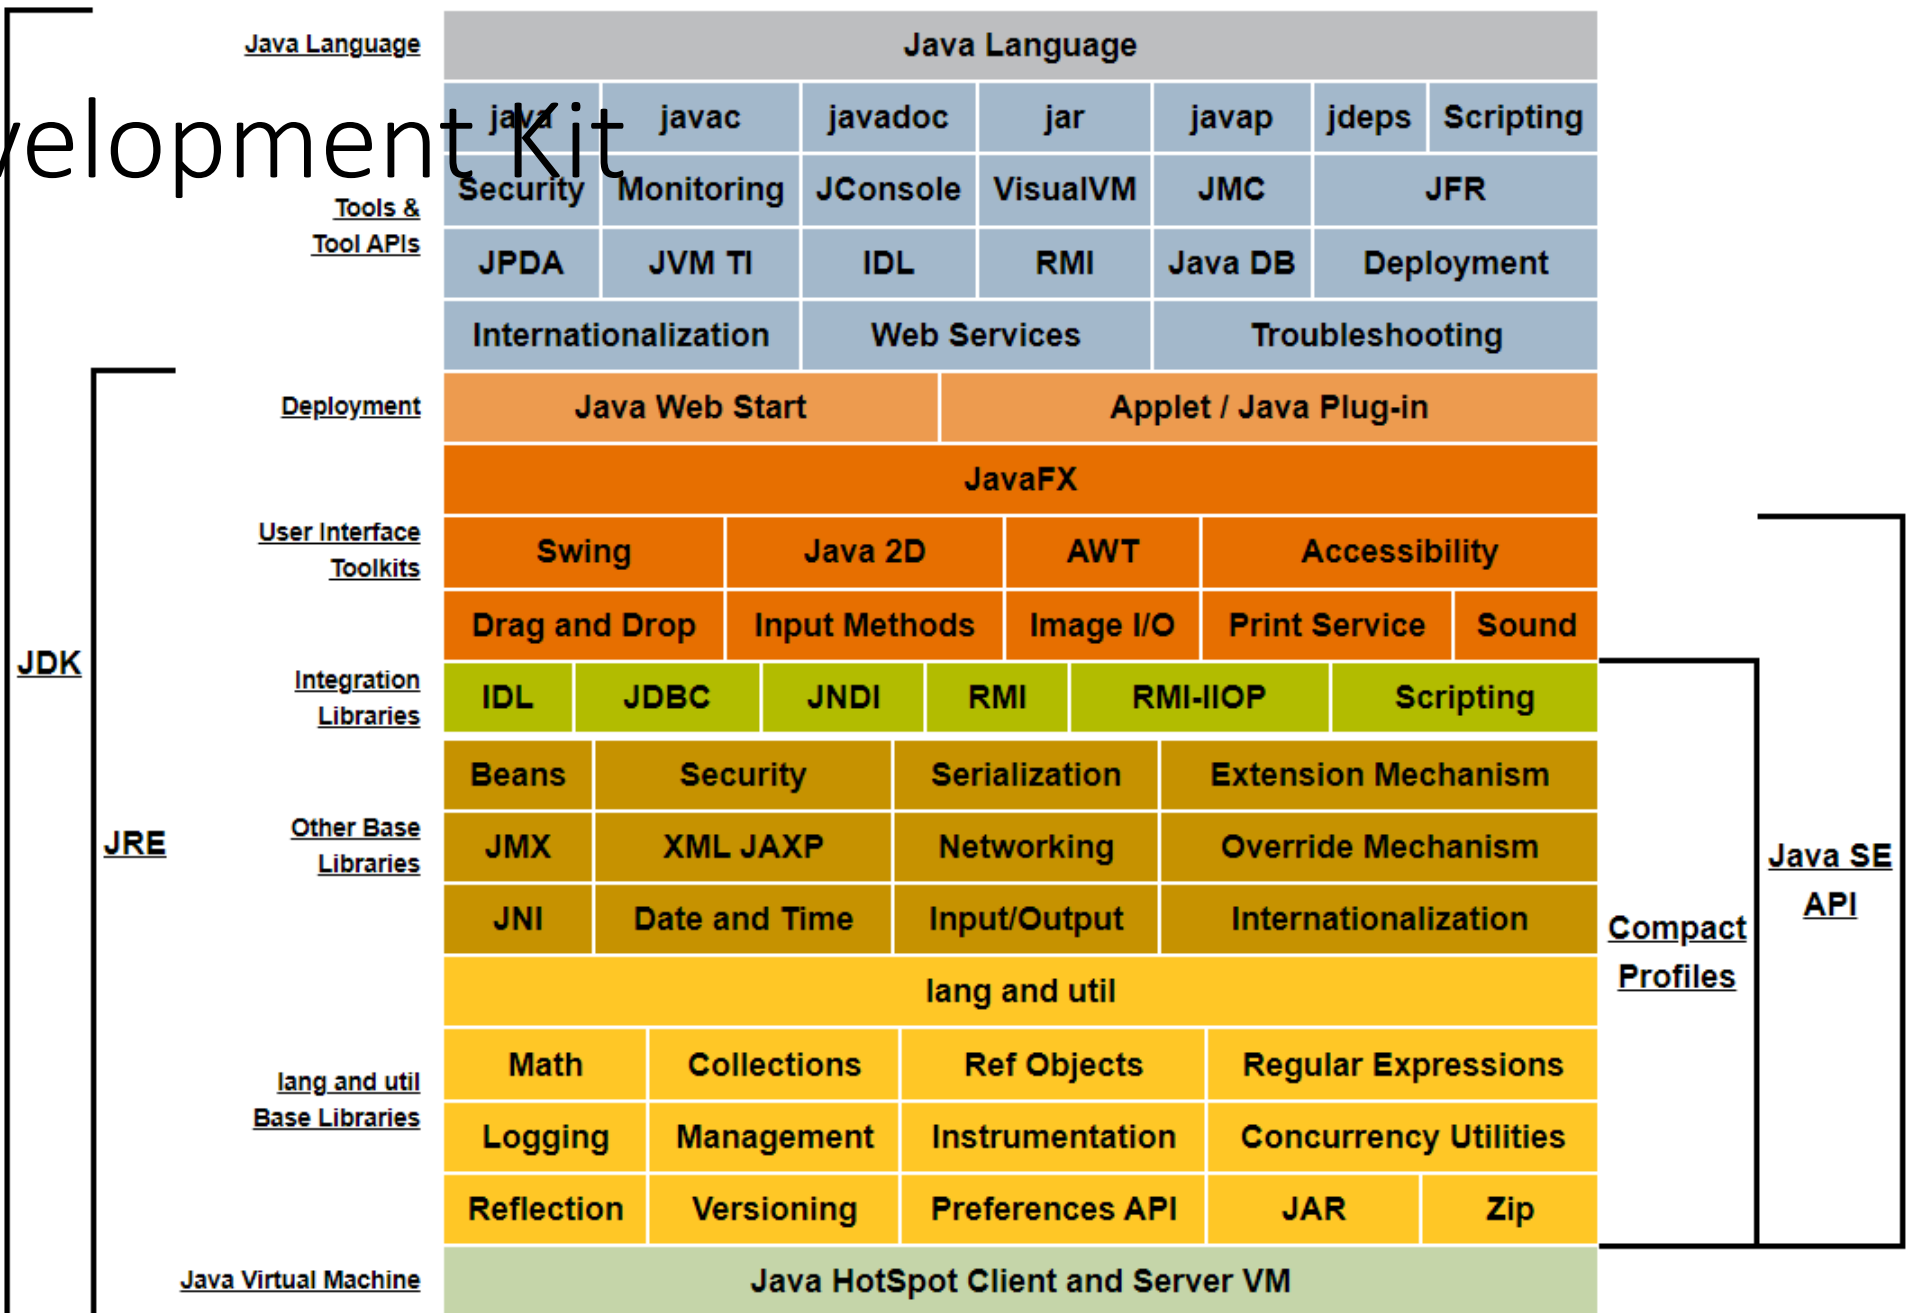 Java Language
Java Language
velopment Kit
java javac javadoc jar javap jdeps Scripting
Tools &
Tool APIs
Security Monitoring JConsole VisualVM JMC JFR
JPDA JVM TI IDL RMI Java DB Deployment
Internationalization Web Services Troubleshooting
Deployment
Java Web Start Applet / Java Plug-in
JavaFX
User Interface
Toolkits
Swing Java 2D AWT Accessibility
Drag and Drop Input Methods Image I/O Print Service Sound
JDK
Integration
Libraries
IDL JDBC JNDI RMI RMI-IIOP Scripting
Beans Security Serialization Extension Mechanism
JRE
Other Base
Libraries
JMX XML JAXP Networking Override Mechanism
Java SE
API
JNI Date and Time Input/Output Internationalization
Compact
Profiles
lang and util
lang and util
Base Libraries
Math Collections Ref Objects Regular Expressions
Logging Management Instrumentation Concurrency Utilities
Reflection Versioning Preferences API JAR Zip
Java Virtual Machine
Java HotSpot Client and Server VM